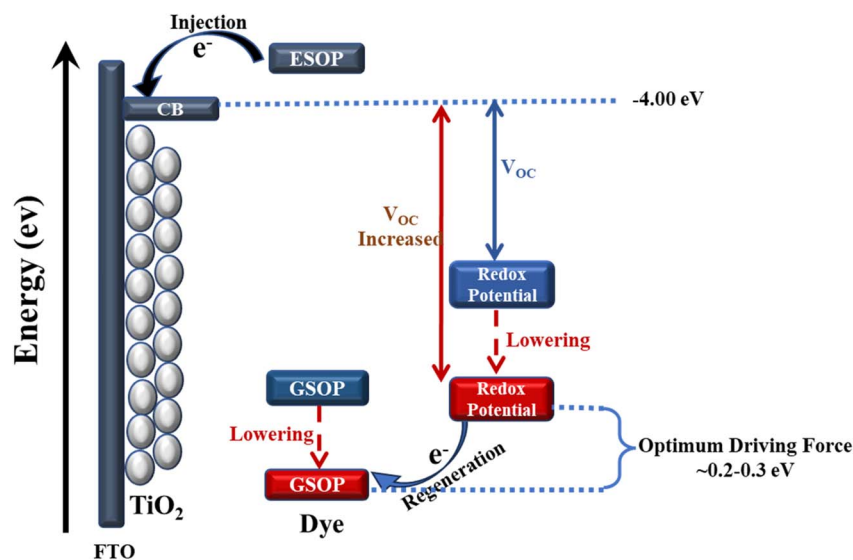 Injection
e-
ESOP
CB
-4.00 eV
Energy (ev)
VOC
VOC
Increased
Redox
Potential
Lowering
GSOP
Redox
Potential
Lowering
e-
Regeneration
GSOP
Optimum Driving Force
~0.2-0.3 eV
TiO2
Dye
FTO